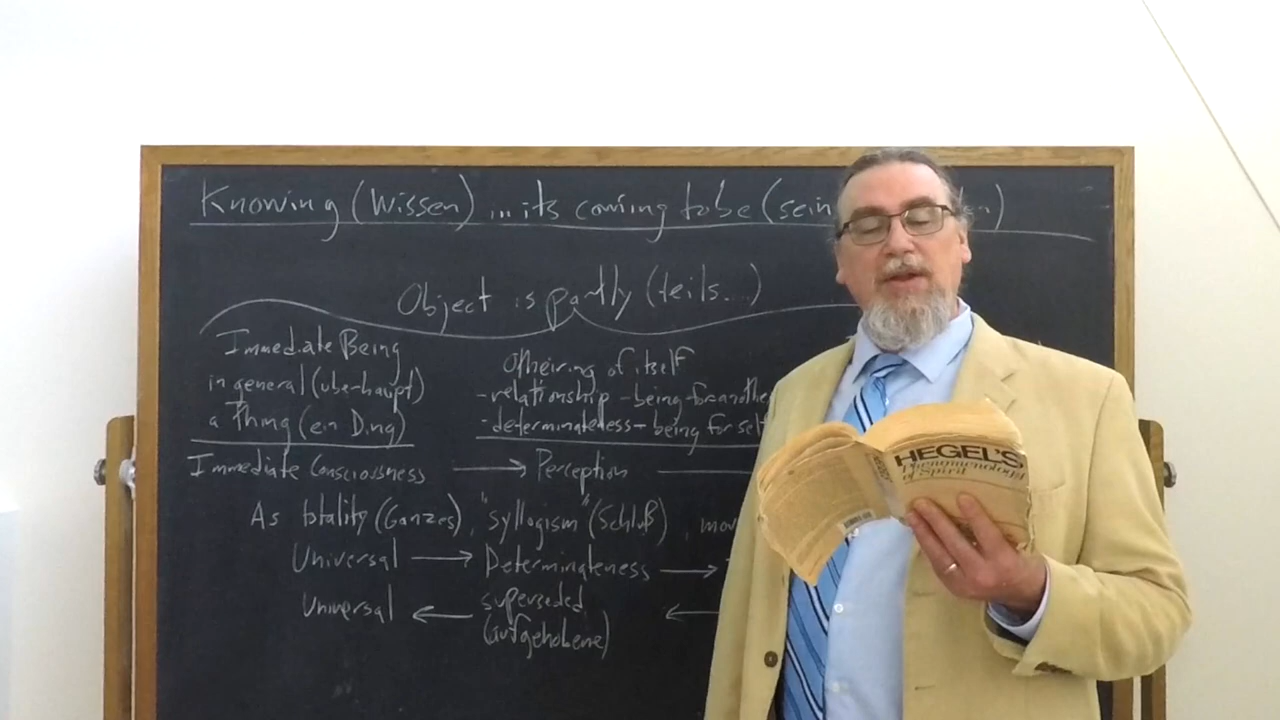 Knowing (Wissen) in its coming to be (sein
Object is partly (teils...)
Immediate Being
in general (uberhaupt)
a Thing (ein Ding)
Othering of itself
- relationship - being-for-another
- determinateness - being for self
Immediate Consciousness → Perception
As totality (Ganzes), "syllogism" (Schluß), mov
Universal → Determineteness →
Universal ← superseded ←
(aufgehobene)
HEGEL'S
Phenomenology
of Spirit